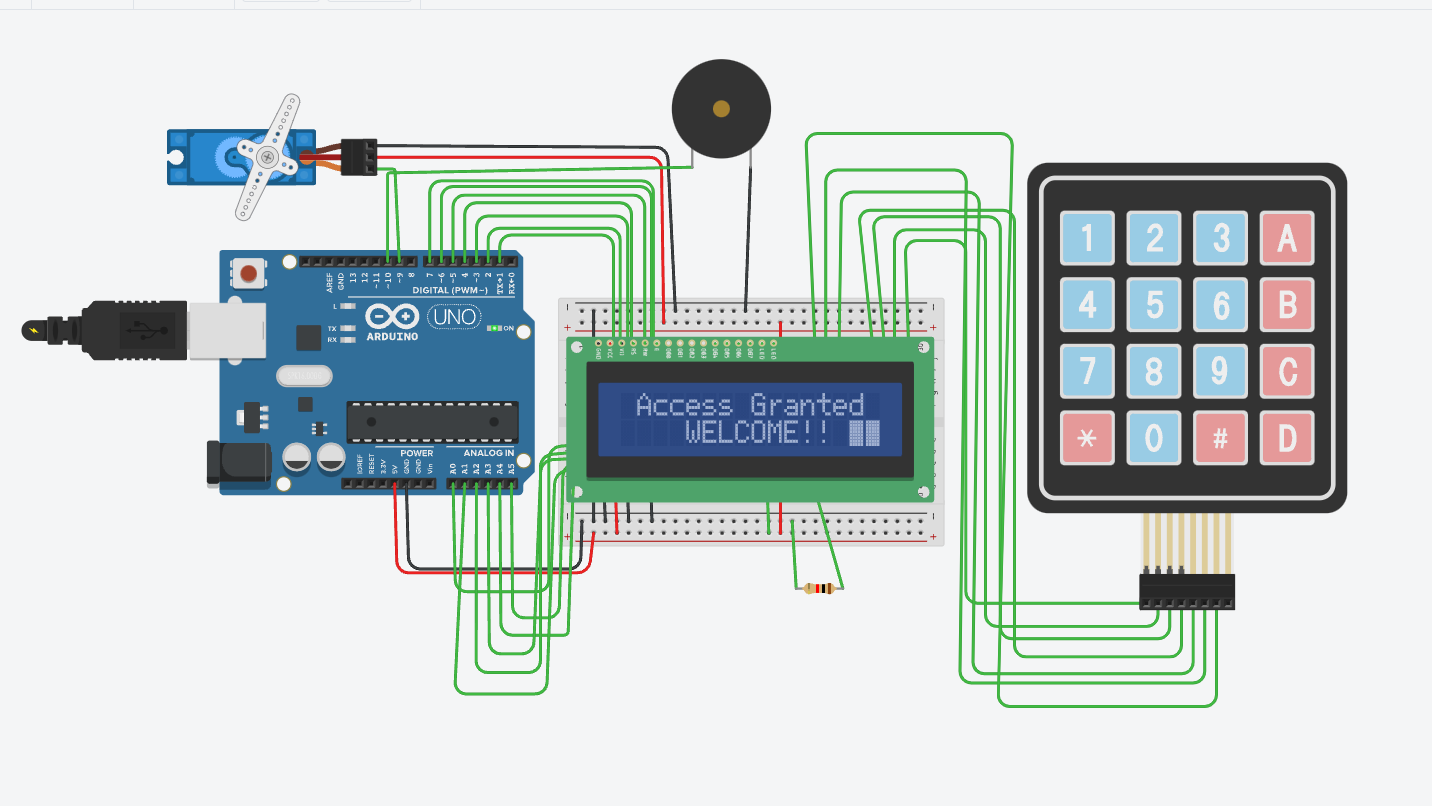 Access Granted
WELCOME!!
1 2 3 A
4 5 6 B
7 8 9 C
* 0 # D
AREF
GND
13
12
~11
~10
~9
8
7
~6
~5
4
~3
2
TX→1
RX←0
DIGITAL (PWM~)
L
TX
RX
ARDUINO
UNO
ON
POWER
ANALOG IN
IOREF
RESET
3.3V
5V
GND
GND
Vin
A0
A1
A2
A3
A4
A5
GND
VCC